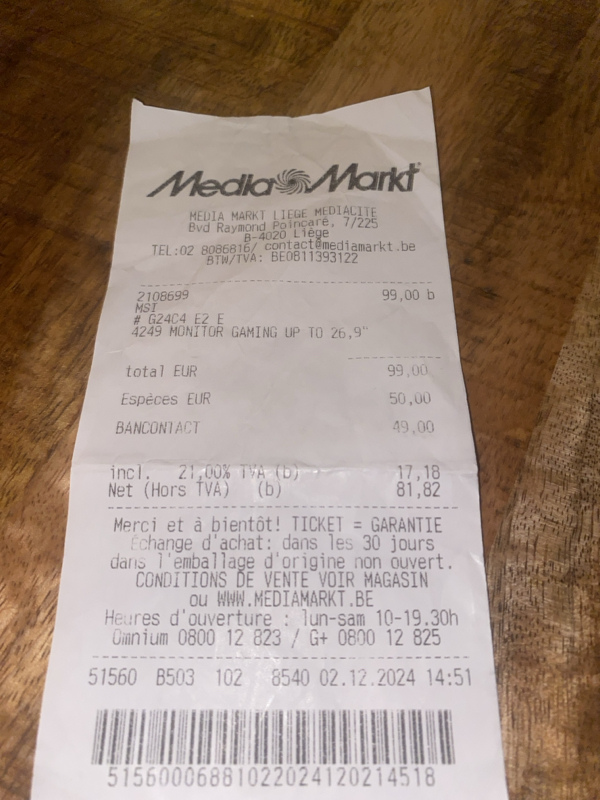 Media Markt
MEDIA MARKT LIEGE MEDIACITE
Bvd Raymond Poincaré, 7/225
B-4020 Liège
TEL:02 8086816/ contact@mediamarkt.be
BTW/TVA: BE0811393122
2108699 99,00 b
MSI
# G24C4 E2 E
4249 MONITOR GAMING UP TO 26,9"
total EUR 99,00
Espèces EUR 50,00
BANCONTACT 49,00
incl. 21,00% TVA (b) 17,18
Net (Hors TVA) (b) 81,82
Merci et à bientôt! TICKET = GARANTIE
Échange d'achat: dans les 30 jours
dans l'emballage d'origine non ouvert.
CONDITIONS DE VENTE VOIR MAGASIN
ou WWW.MEDIAMARKT.BE
Heures d'ouverture : lun-sam 10-19.30h
Omnium 0800 12 823 / G+ 0800 12 825
51560 B503 102 8540 02.12.2024 14:51
51560006881022024120214518